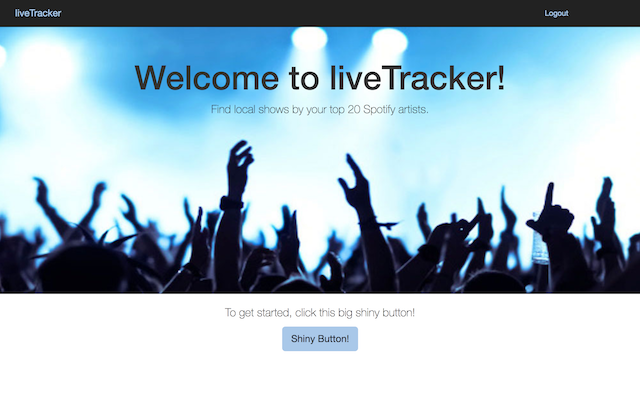 liveTracker
Logout
Welcome to liveTracker!
Find local shows by your top 20 Spotify artists.
To get started, click this big shiny button!
Shiny Button!